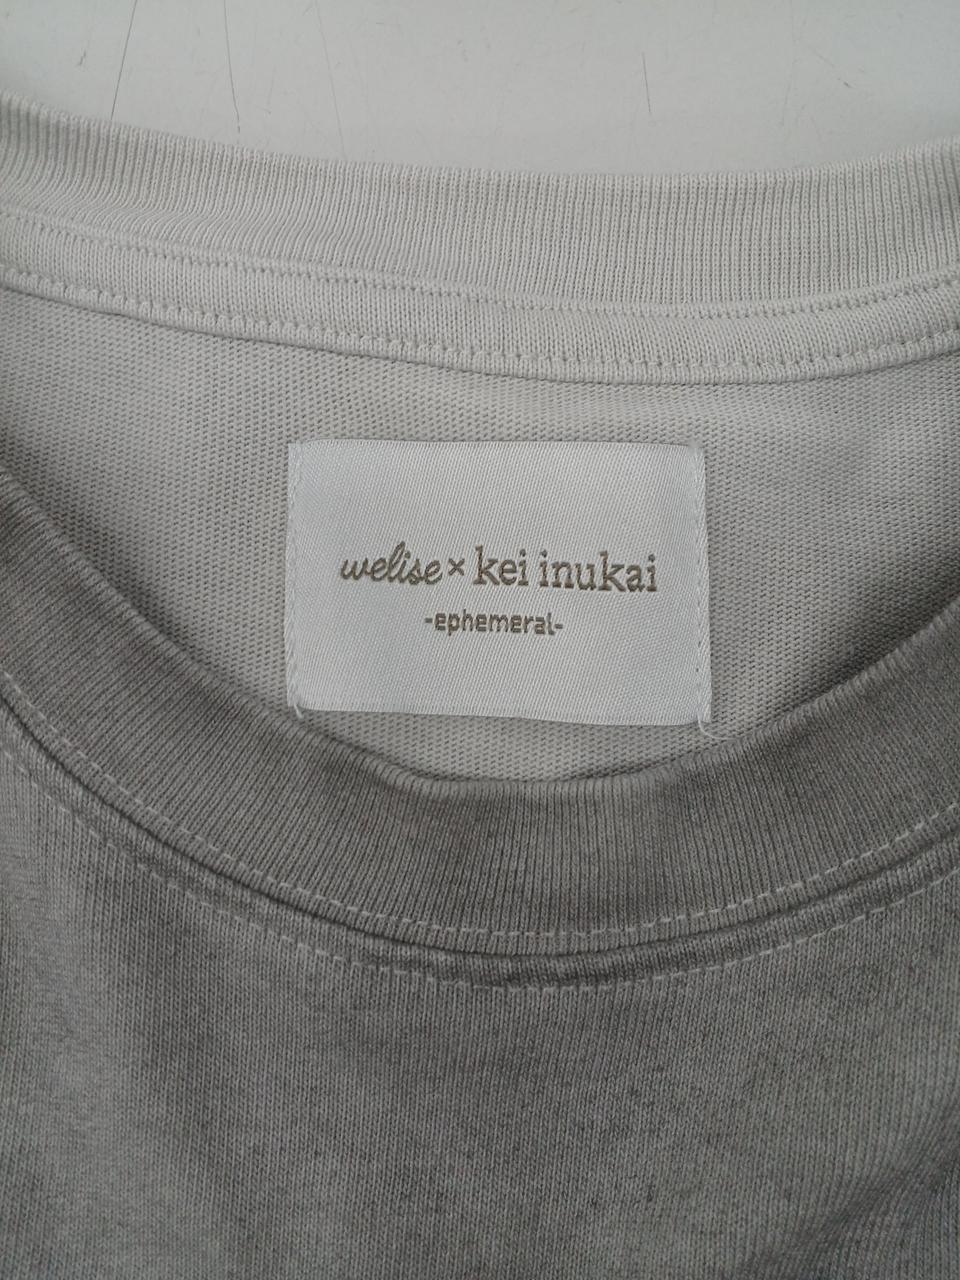 welise × kei inukai
-ephemeral-